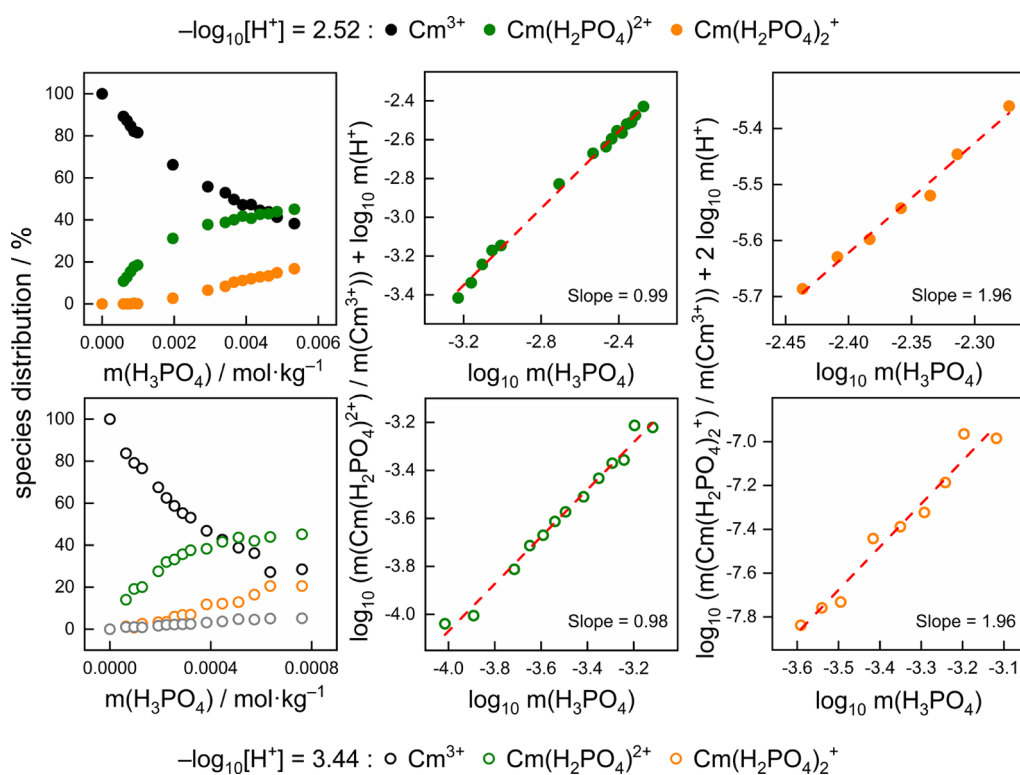 –log₁₀[H⁺] = 2.52 : ● Cm³⁺ ● Cm(H₂PO₄)²⁺ ● Cm(H₂PO₄)₂⁺
species distribution / %
100
80
60
40
20
0
0.000 0.002 0.004 0.006
m(H₃PO₄) / mol·kg⁻¹
log₁₀ (m(Cm(H₂PO₄)²⁺) / m(Cm³⁺)) + log₁₀ m(H⁺)
-2.4
-2.6
-2.8
-3.0
-3.2
-3.4
Slope = 0.99
-3.2 -2.8 -2.4
log₁₀ m(H₃PO₄)
log₁₀ (m(Cm(H₂PO₄)₂⁺) / m(Cm³⁺)) + 2 log₁₀ m(H⁺)
-5.4
-5.5
-5.6
-5.7
Slope = 1.96
-2.45 -2.40 -2.35 -2.30
log₁₀ m(H₃PO₄)
100
80
60
40
20
0
0.0000 0.0004 0.0008
m(H₃PO₄) / mol·kg⁻¹
-3.2
-3.4
-3.6
-3.8
-4.0
Slope = 0.98
-4.0 -3.8 -3.6 -3.4 -3.2
log₁₀ m(H₃PO₄)
-7.0
-7.2
-7.4
-7.6
-7.8
Slope = 1.96
-3.6 -3.5 -3.4 -3.3 -3.2 -3.1
log₁₀ m(H₃PO₄)
–log₁₀[H⁺] = 3.44 : ○ Cm³⁺ ○ Cm(H₂PO₄)²⁺ ○ Cm(H₂PO₄)₂⁺